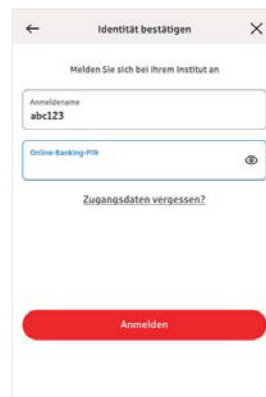 Identität bestätigen
Melden Sie sich bei Ihrem Institut an
Anmeldename
abc123
Online-Banking-PIN
Zugangsdaten vergessen?
Anmelden